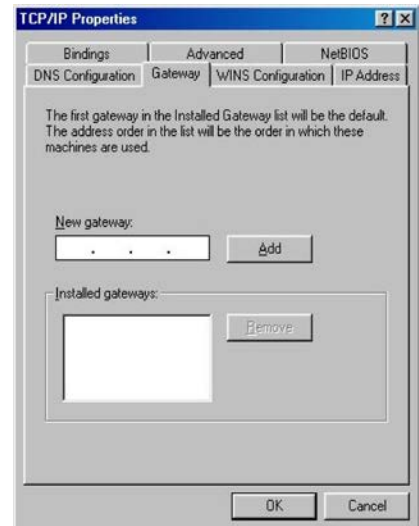 TCP/IP Properties
Bindings Advanced NetBIOS
DNS Configuration Gateway WINS Configuration IP Address
The first gateway in the Installed Gateway list will be the default.
The address order in the list will be the order in which these
machines are used.
New gateway:
. . . Add
Installed gateways:
Remove
OK Cancel